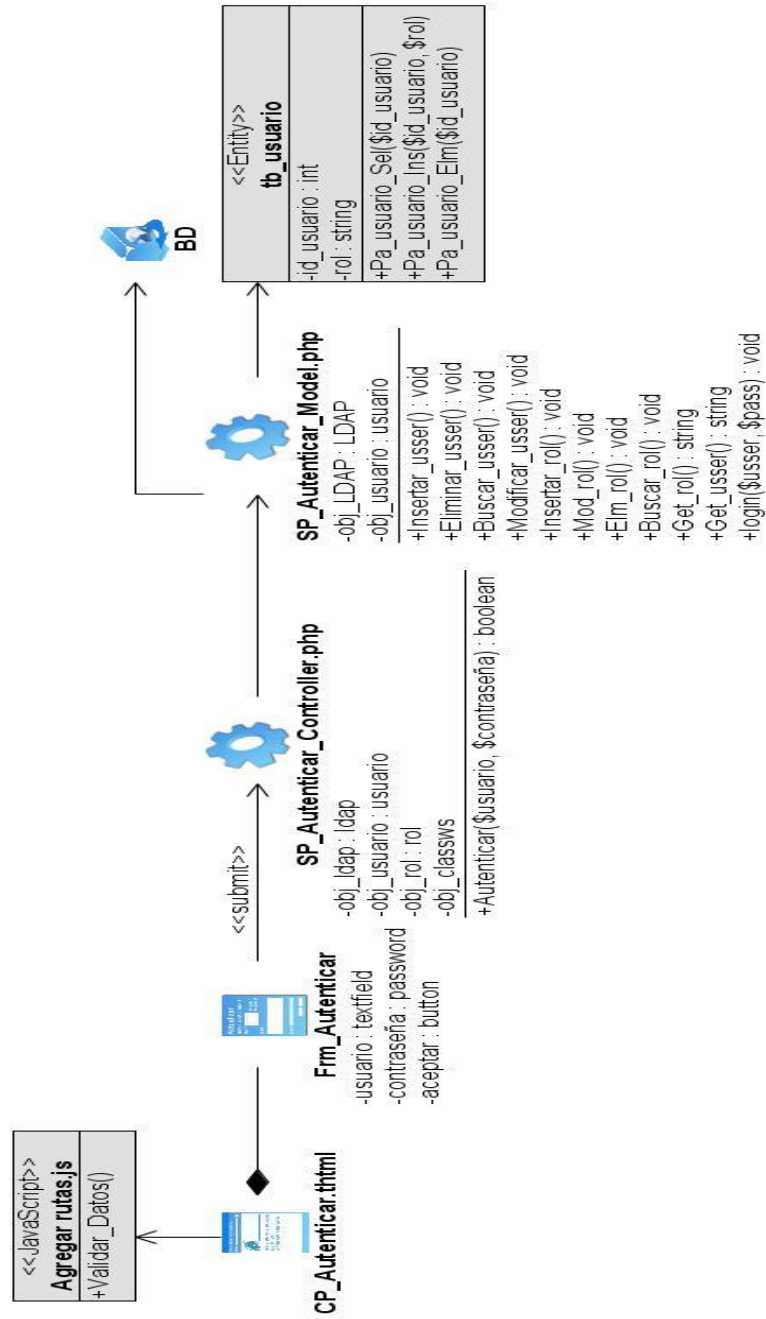 <<JavaScript>>
Agregar rutas.js
+Validar_Datos()
CP_Autenticar.thtml
Frm_Autenticar
-usuario : textfield
-contraseña : password
-aceptar : button
<<submit>>
SP_Autenticar_Controller.php
-obj_ldap : ldap
-obj_usuario : usuario
-obj_rol : rol
-obj_classws
+Autenticar($usuario, $contraseña) : boolean
SP_Autenticar_Model.php
-obj_LDAP : LDAP
-obj_usuario : usuario
+Insertar_usser() : void
+Eliminar_usser() : void
+Buscar_usser() : void
+Modificar_usser() : void
+Insertar_rol() : void
+Mod_rol() : void
+Elm_rol() : void
+Buscar_rol() : void
+Get_rol() : string
+Get_usser() : string
+login($usser, $pass) : void
BD
<<Entity>>
tb_usuario
-id_usuario : int
-rol : string
+Pa_usuario_Sel($id_usuario)
+Pa_usuario_Ins($id_usuario, $rol)
+Pa_usuario_Elm($id_usuario)